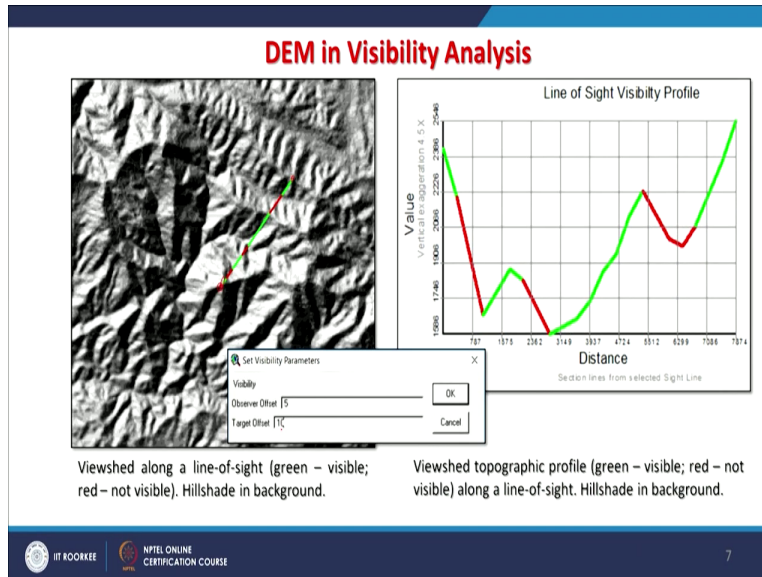 DEM in Visibility Analysis
Line of Sight Visibilty Profile
Value
Vertical exaggeration 4 5 X
2546
2386
2226
2066
1906
1746
1586
787 1575 2362 3149 3937 4724 5512 6299 7086 7874
Distance
Section lines from selected Sight Line
Set Visibility Parameters X
Visibility
Observer Offset 5
Target Offset
OK
Cancel
Viewshed along a line-of-sight (green – visible;
red – not visible). Hillshade in background.
Viewshed topographic profile (green – visible; red – not
visible) along a line-of-sight. Hillshade in background.
IIT ROORKEE
NPTEL
NPTEL ONLINE
CERTIFICATION COURSE
7